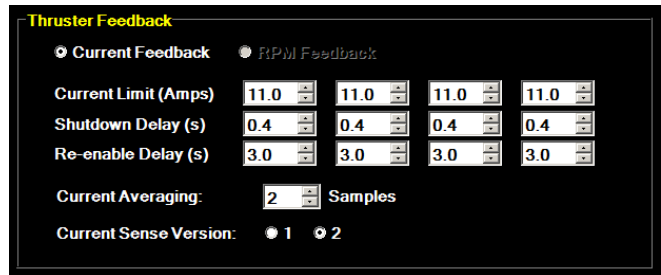 Thruster Feedback
Current Feedback RPM Feedback
Current Limit (Amps) 11.0 11.0 11.0 11.0
Shutdown Delay (s) 0.4 0.4 0.4 0.4
Re-enable Delay (s) 3.0 3.0 3.0 3.0
Current Averaging: 2 Samples
Current Sense Version: 1 2